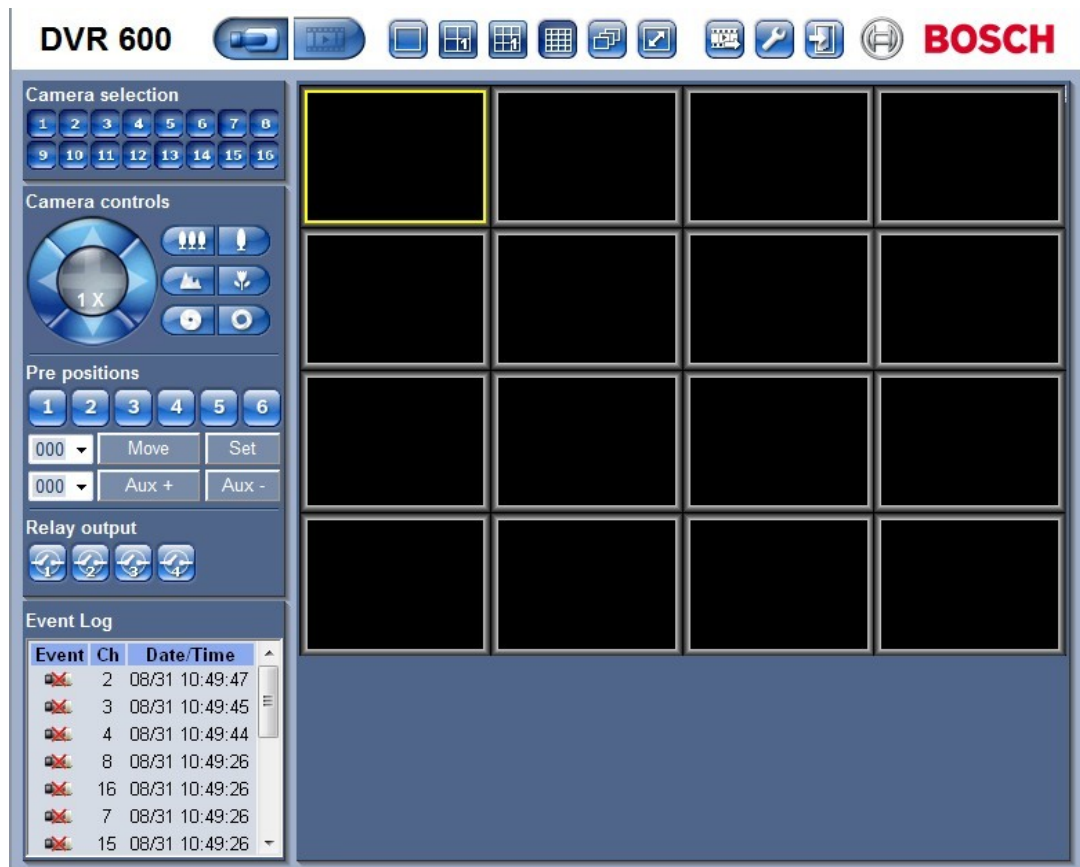 DVR 600
1
1
BOSCH
Camera selection
1 2 3 4 5 6 7 8
9 10 11 12 13 14 15 16
Camera controls
1 X
Pre positions
1 2 3 4 5 6
000 Move Set
000 Aux + Aux -
Relay output
1 2 3 4
Event Log
Event Ch Date/Time
2 08/31 10:49:47
3 08/31 10:49:45
4 08/31 10:49:44
8 08/31 10:49:26
16 08/31 10:49:26
7 08/31 10:49:26
15 08/31 10:49:26